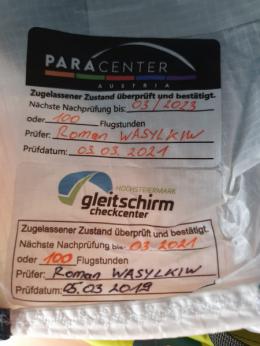 PARACENTER
AUSTRIA
Zugelassener Zustand überprüft und bestätigt.
Nächste Nachprüfung bis: 03/2023
oder 100 Flugstunden
Prüfer: Roman WASYLKIW
Prüfdatum: 03.03.2021
HOCHSTEIERMARK
gleitschirm
checkcenter
Zugelassener Zustand überprüft und bestätigt.
Nächste Nachprüfung bis 03 2021
oder 100 Flugstunden
Prüfer: Roman WASYLKIW
Prüfdatum: 05.03 2019